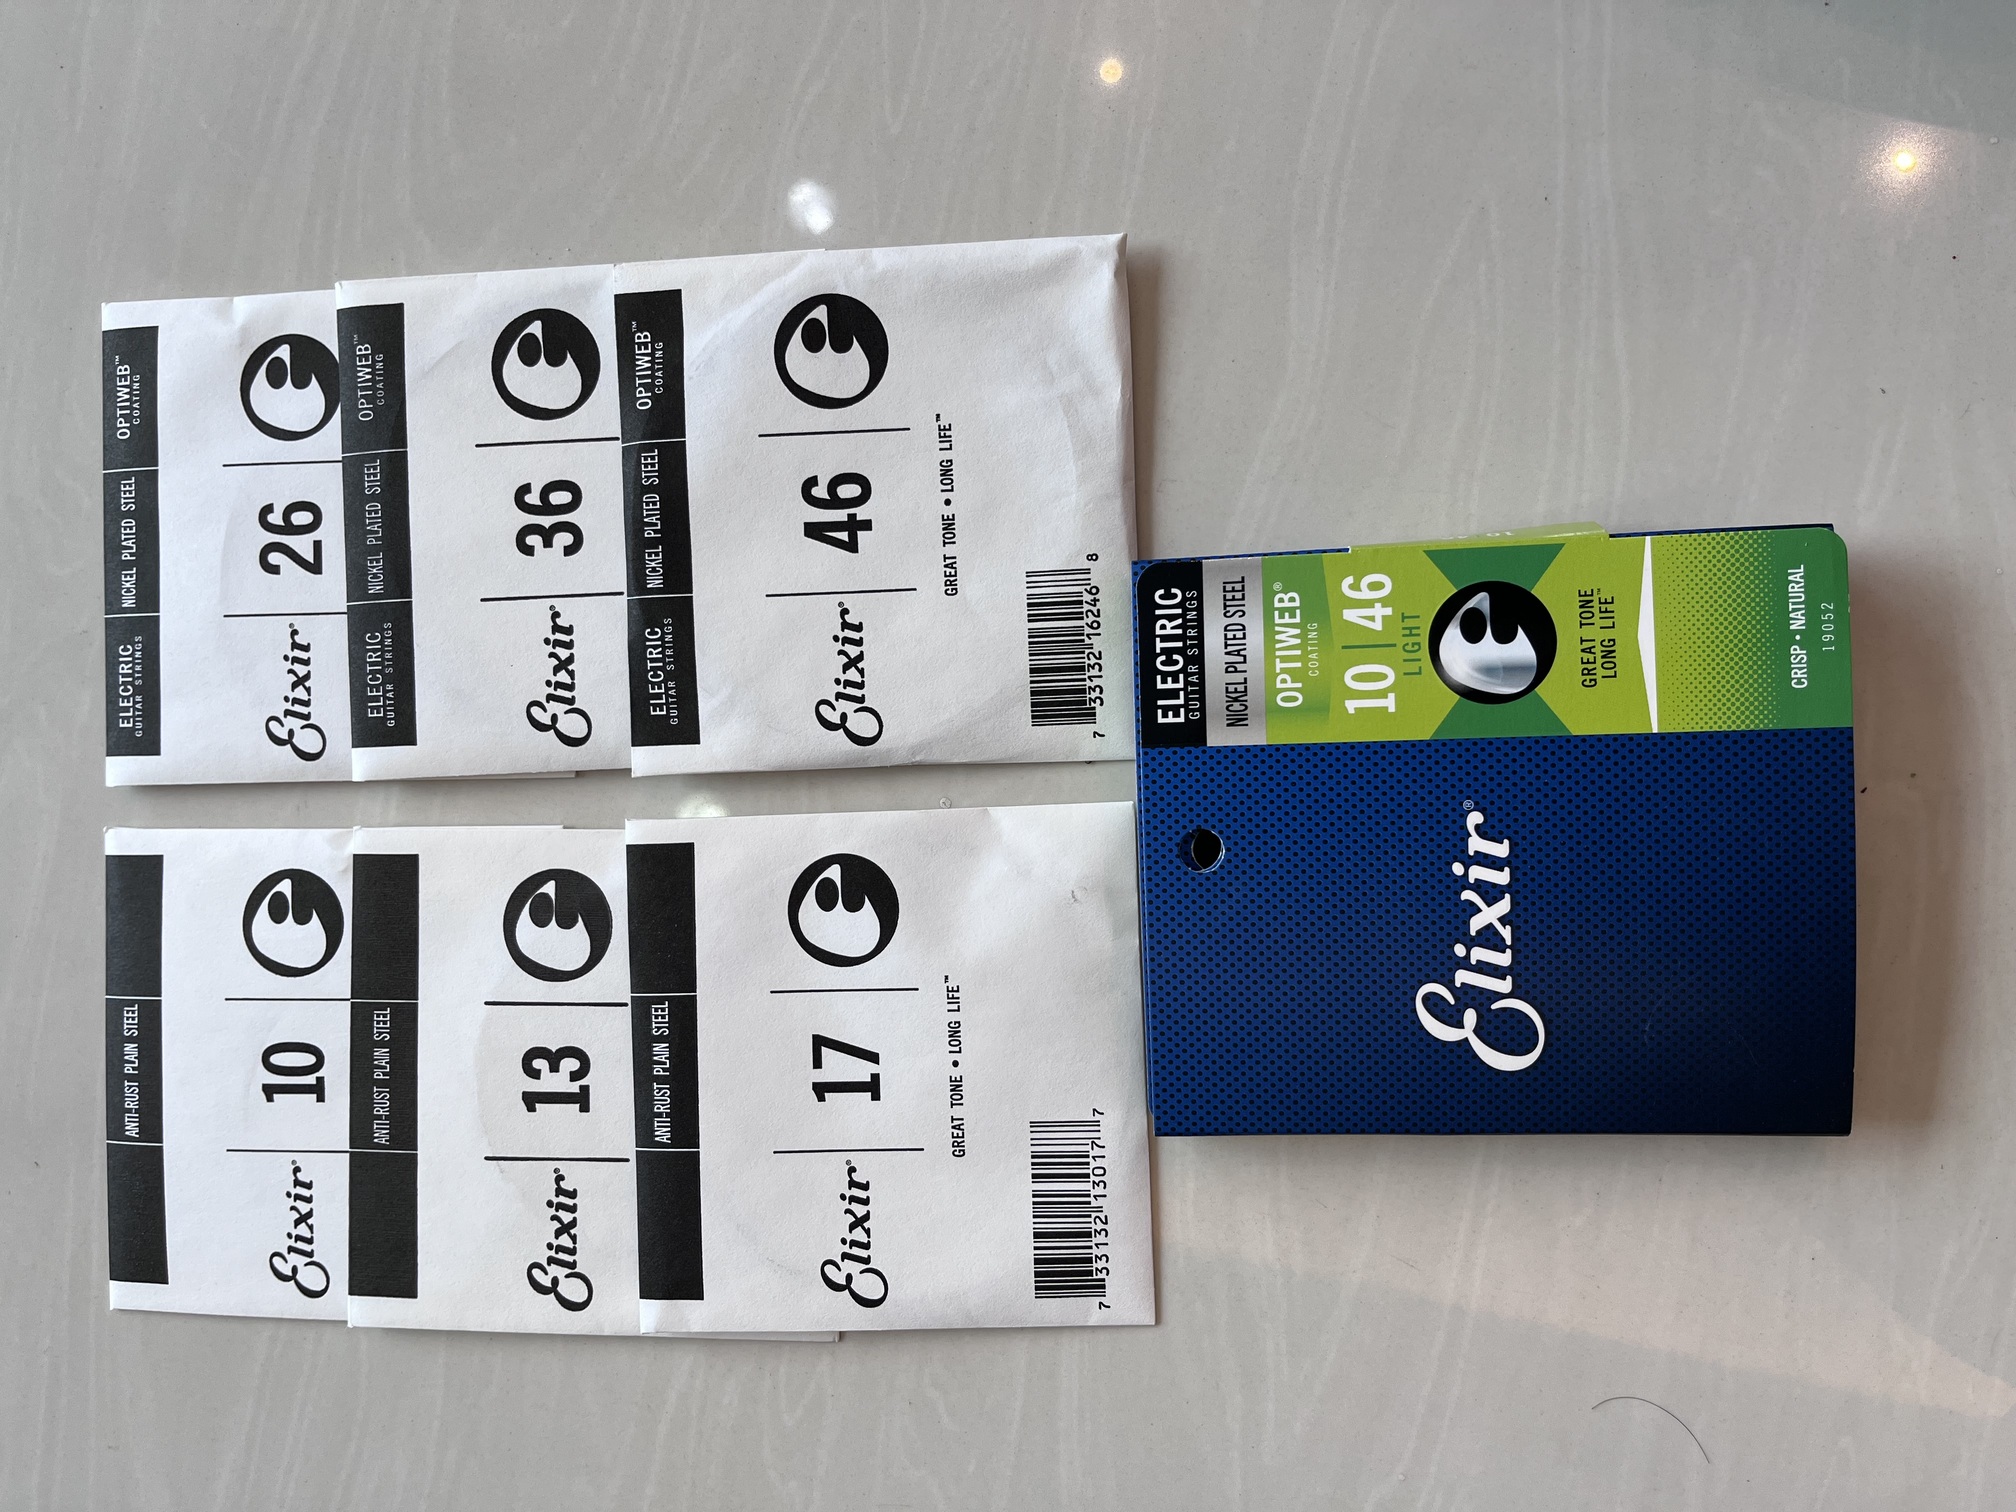 ANTI-RUST PLAIN STEEL
Elixir® 10
ANTI-RUST PLAIN STEEL
Elixir® 13
ANTI-RUST PLAIN STEEL
Elixir® 17
GREAT TONE • LONG LIFE™
7 33132 13017 7
ELECTRIC
GUITAR STRINGS
NICKEL PLATED STEEL
OPTIWEB™
COATING
Elixir® 26
ELECTRIC
GUITAR STRINGS
NICKEL PLATED STEEL
OPTIWEB™
COATING
Elixir® 36
ELECTRIC
GUITAR STRINGS
NICKEL PLATED STEEL
OPTIWEB™
COATING
Elixir® 46
GREAT TONE • LONG LIFE™
7 33132 16246 8
Elixir®
ELECTRIC
GUITAR STRINGS
NICKEL PLATED STEEL
OPTIWEB®
COATING
10 | 46
LIGHT
GREAT TONE
LONG LIFE™
CRISP • NATURAL
19052